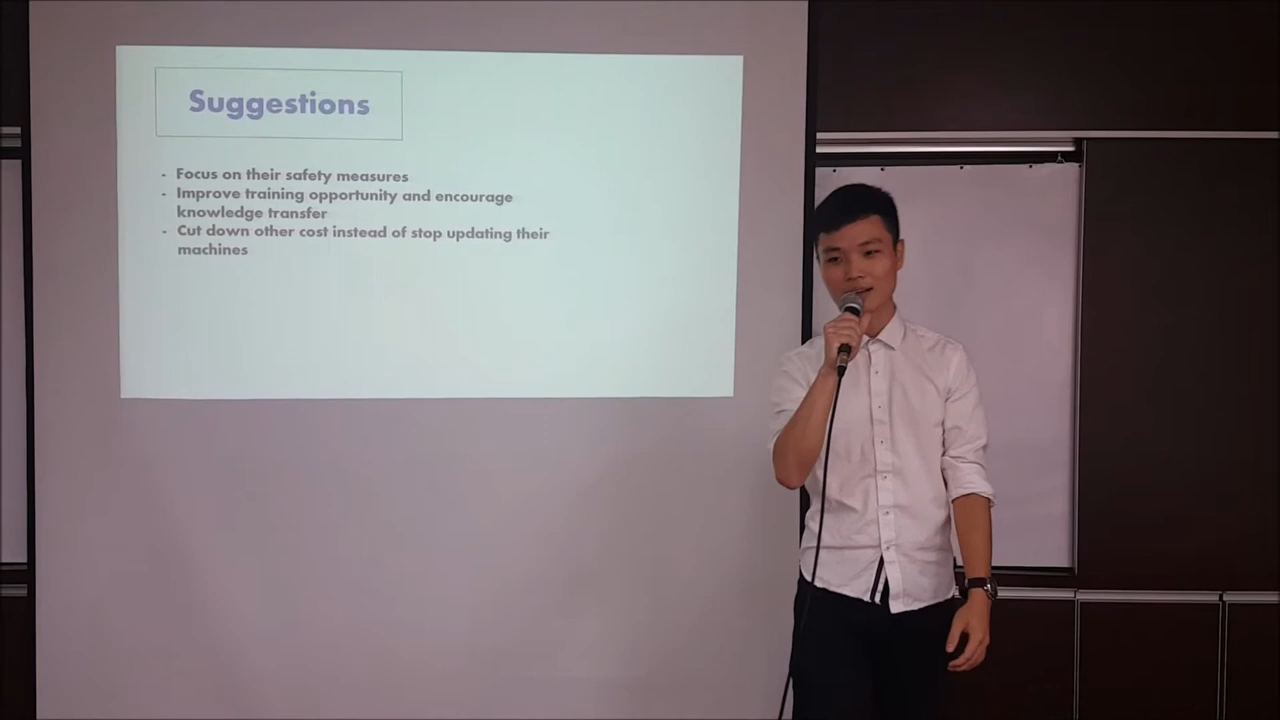 Suggestions
- Focus on their safety measures
- Improve training opportunity and encourage
knowledge transfer
- Cut down other cost instead of stop updating their
machines